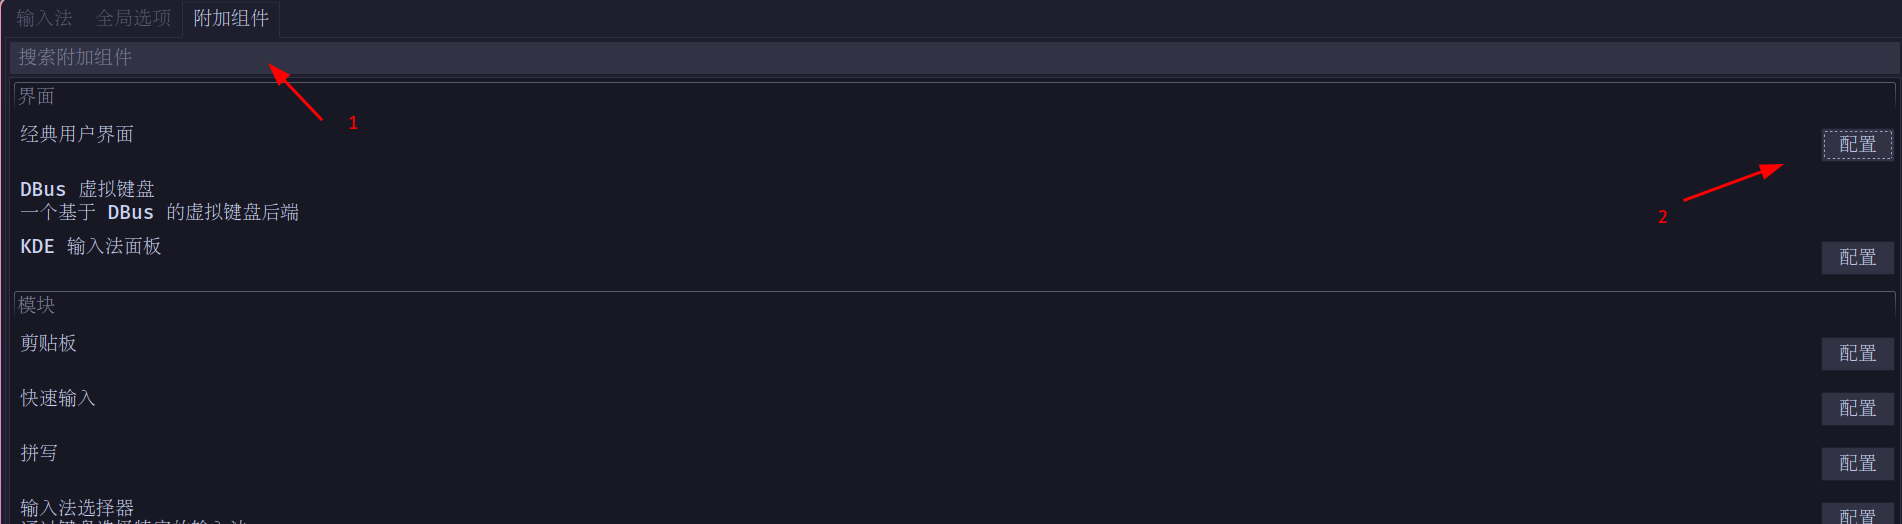 输入法 全局选项 附加组件
搜索附加组件
1
界面
经典用户界面
配置
DBus 虚拟键盘
一个基于 DBus 的虚拟键盘后端
2
KDE 输入法面板
配置
模块
剪贴板
配置
快速输入
配置
拼写
配置
输入法选择器
配置